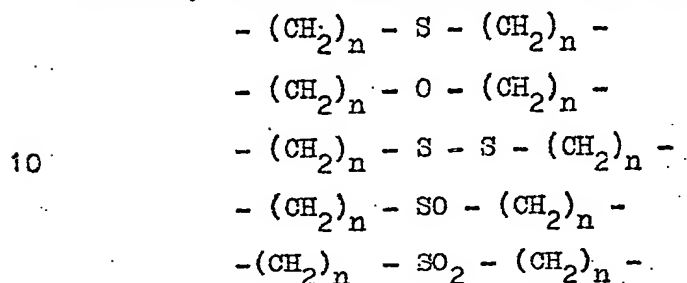 - (CH2)n - S - (CH2)n -
- (CH2)n - O - (CH2)n -
10 - (CH2)n - S - S - (CH2)n -
- (CH2)n - SO - (CH2)n -
-(CH2)n - SO2 - (CH2)n -